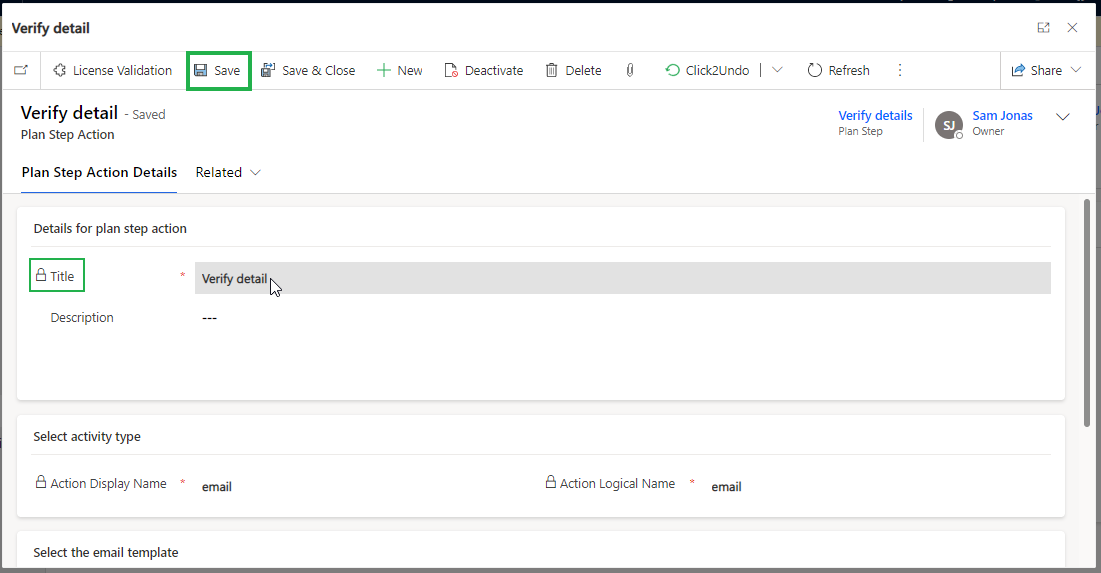 Verify detail
License Validation Save Save & Close New Deactivate Delete Click2Undo Refresh Share
Verify detail - Saved
Plan Step Action
Verify details
Plan Step
SJ
Sam Jonas
Owner
Plan Step Action Details Related
Details for plan step action
Title * Verify detail
Description ---
Select activity type
Action Display Name * email Action Logical Name * email
Select the email template